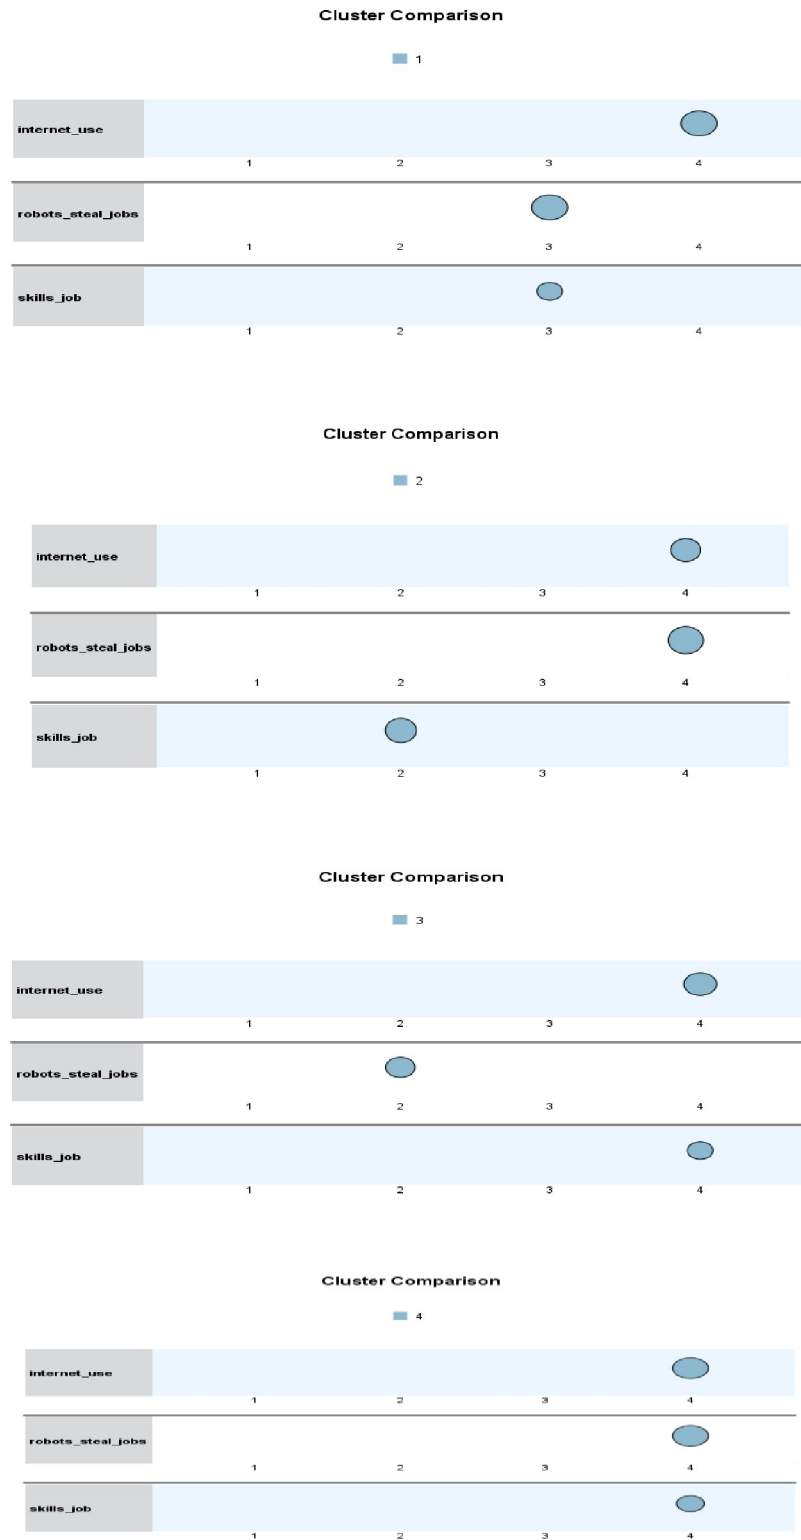 Cluster Comparison
1
internet_use
1 2 3 4
robots_steal_jobs
1 2 3 4
skills_job
1 2 3 4
Cluster Comparison
2
internet_use
1 2 3 4
robots_steal_jobs
1 2 3 4
skills_job
1 2 3 4
Cluster Comparison
3
internet_use
1 2 3 4
robots_steal_jobs
1 2 3 4
skills_job
1 2 3 4
Cluster Comparison
4
internet_use
1 2 3 4
robots_steal_jobs
1 2 3 4
skills_job
1 2 3 4